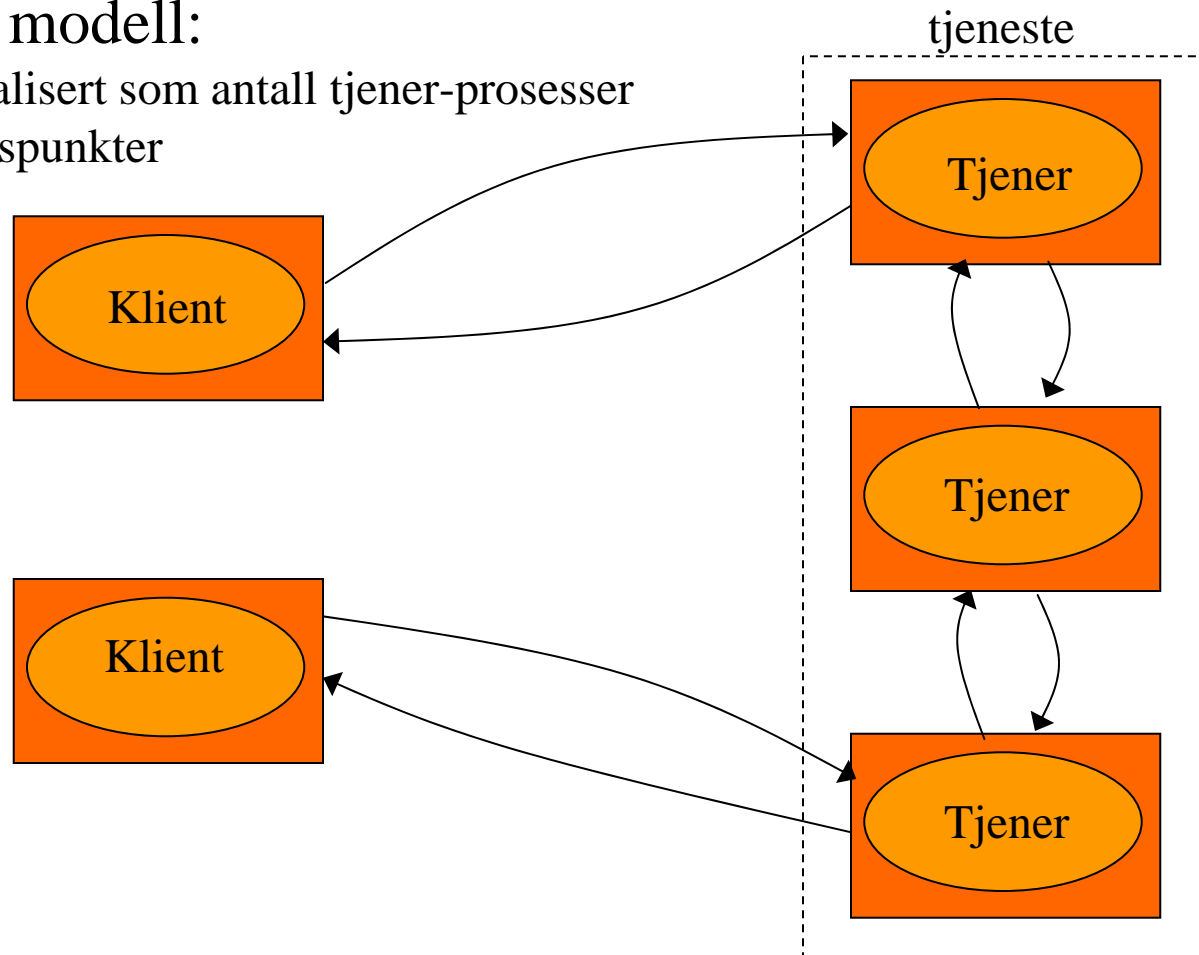 modell:
tjeneste
alisert som antall tjener-prosesser
spunkter
Tjener
Klient
Tjener
Klient
Tjener